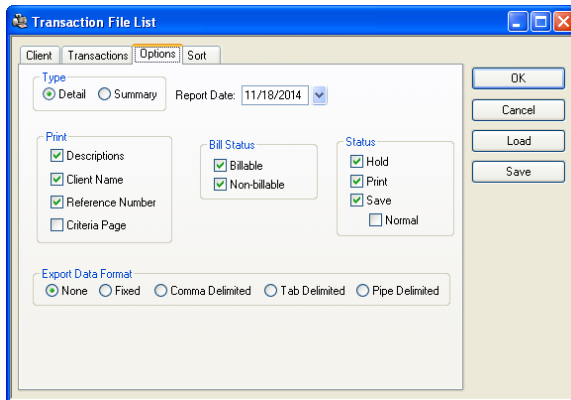 Transaction File List
Client Transactions Options Sort
Type
Detail Summary Report Date: 11/18/2014
Print
Descriptions
Client Name
Reference Number
Criteria Page
Bill Status
Billable
Non-billable
Status
Hold
Print
Save
Normal
Export Data Format
None Fixed Comma Delimited Tab Delimited Pipe Delimited
OK
Cancel
Load
Save